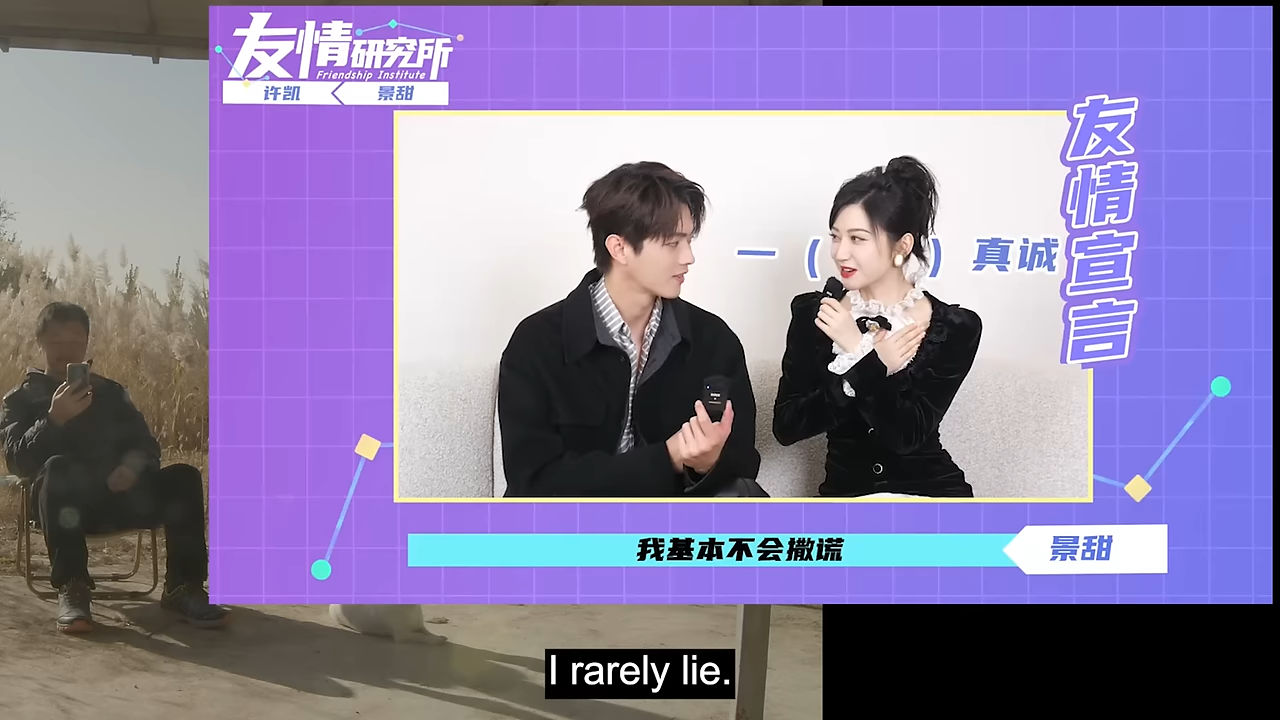 友情研究所
Friendship Institute
许凯 景甜
友情宣言
一（ ）真诚
我基本不会撒谎
景甜
I rarely lie.